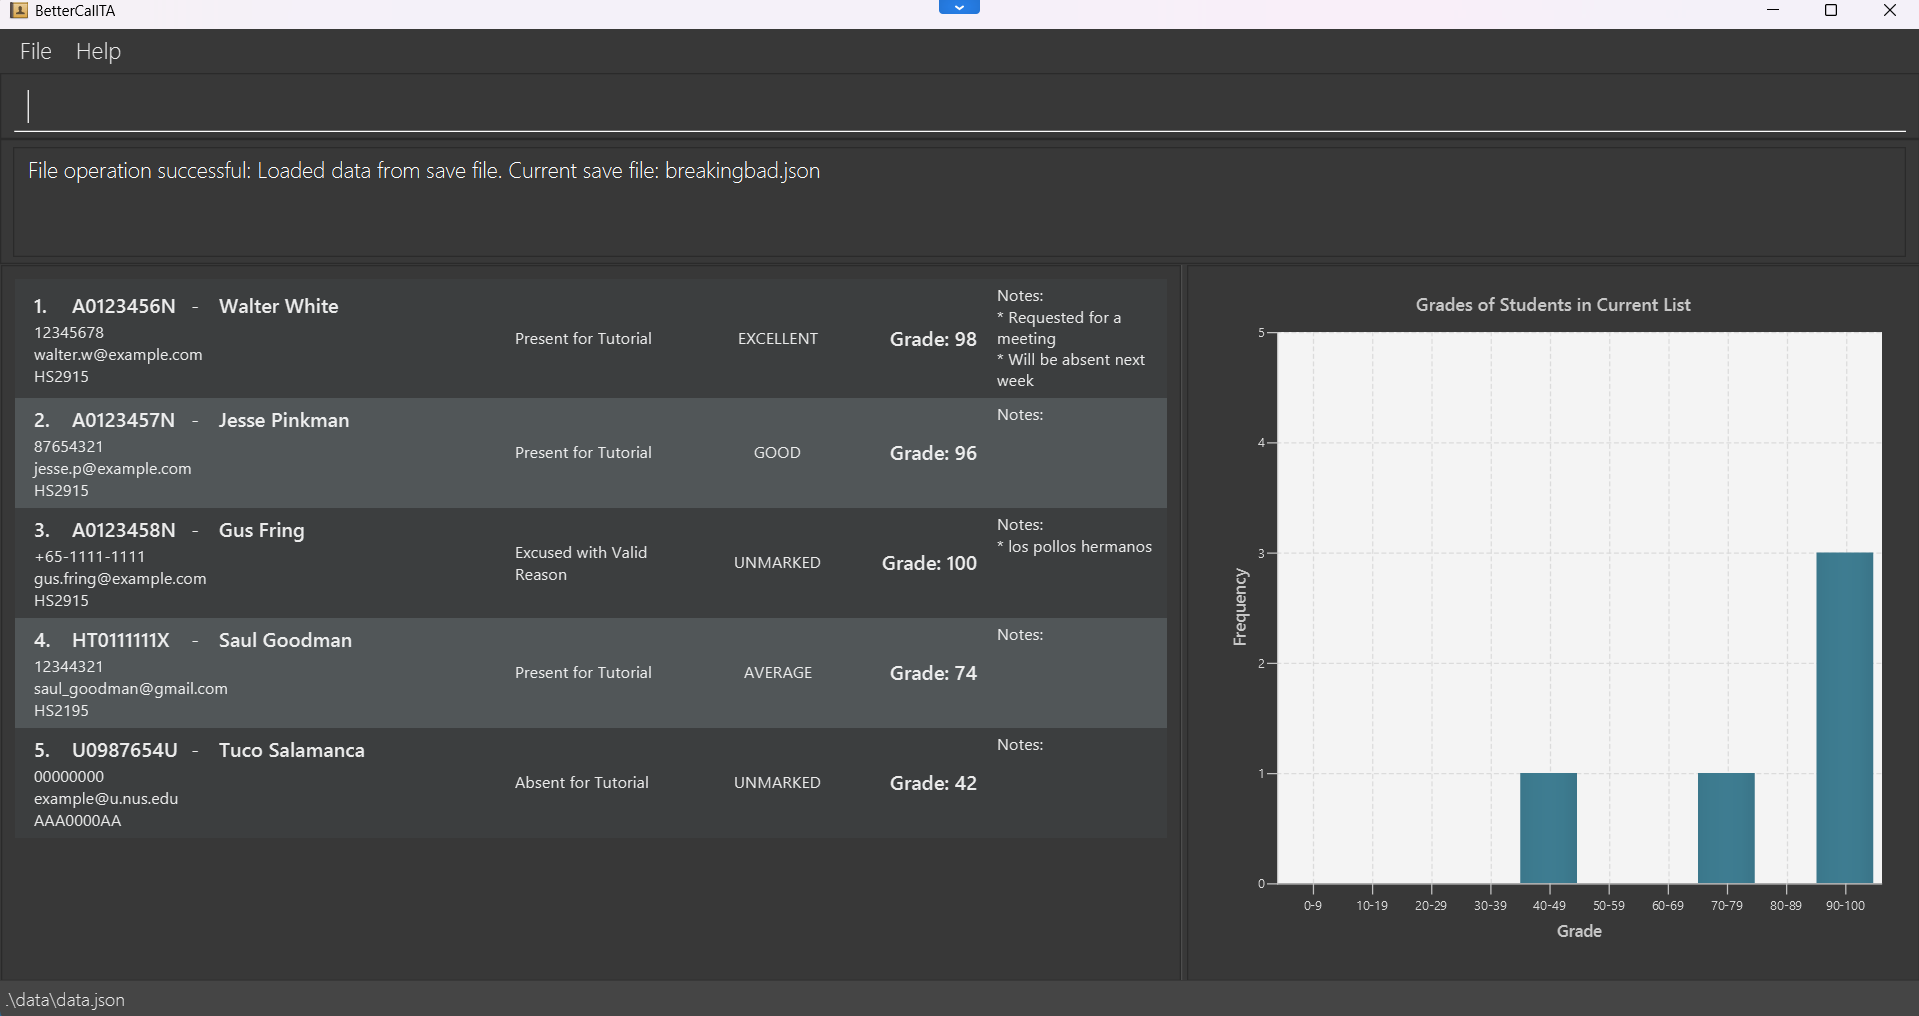 BetterCallTA
File Help
File operation successful: Loaded data from save file. Current save file: breakingbad.json
1. A0123456N - Walter White
12345678
walter.w@example.com
HS2915
Present for Tutorial
EXCELLENT
Grade: 98
Notes:
* Requested for a
meeting
* Will be absent next
week
2. A0123457N - Jesse Pinkman
87654321
jesse.p@example.com
HS2915
Present for Tutorial
GOOD
Grade: 96
Notes:
3. A0123458N - Gus Fring
+65-1111-1111
gus.fring@example.com
HS2915
Excused with Valid
Reason
UNMARKED
Grade: 100
Notes:
* los pollos hermanos
4. HT0111111X - Saul Goodman
12344321
saul_goodman@gmail.com
HS2195
Present for Tutorial
AVERAGE
Grade: 74
Notes:
5. U0987654U - Tuco Salamanca
00000000
example@u.nus.edu
AAA0000AA
Absent for Tutorial
UNMARKED
Grade: 42
Notes:
Grades of Students in Current List
5
4
3
2
1
0
Frequency
0-9 10-19 20-29 30-39 40-49 50-59 60-69 70-79 80-89 90-100
Grade
.\data\data.json